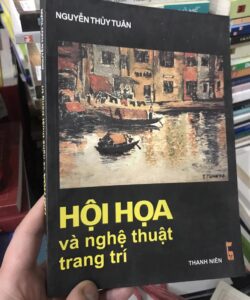 NGUYỄN THỦY TUÂN
HỘI HỌA
và nghệ thuật
trang trí
THANH NIÊN